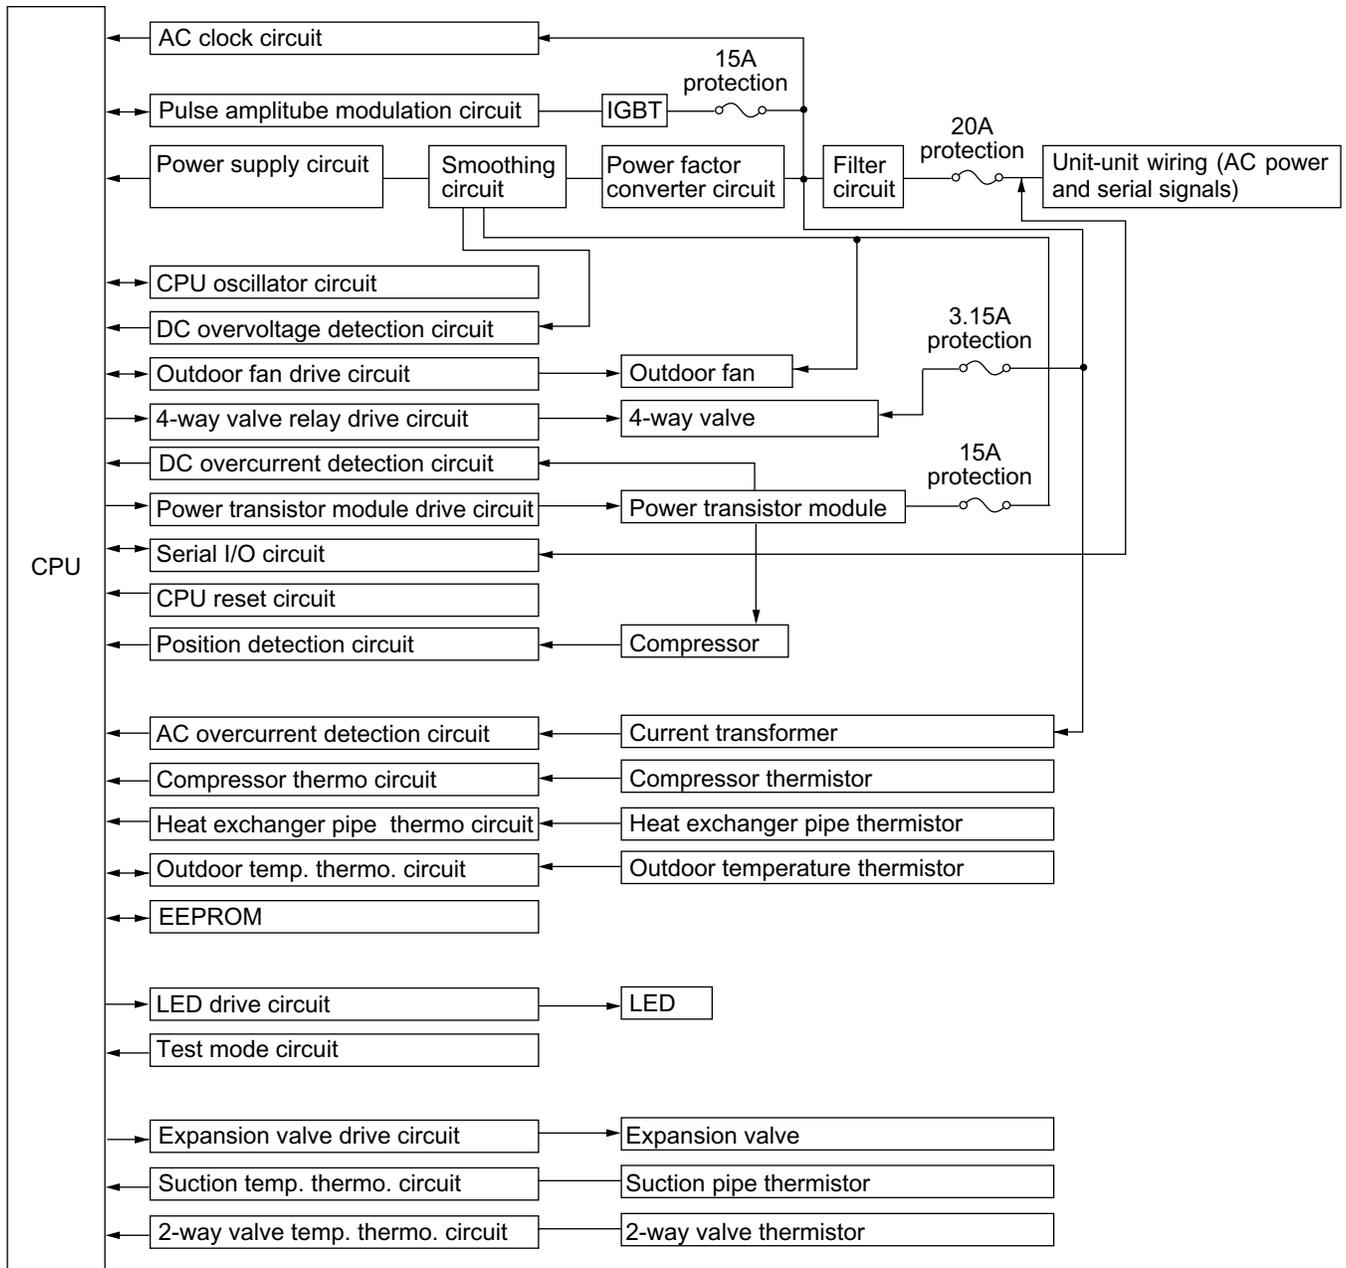 AC clock circuit
15A
protection
Pulse amplitube modulation circuit
IGBT
20A
protection
Power supply circuit
Smoothing
circuit
Power factor
converter circuit
Filter
circuit
Unit-unit wiring (AC power
and serial signals)
CPU oscillator circuit
DC overvoltage detection circuit
3.15A
protection
Outdoor fan drive circuit
Outdoor fan
4-way valve relay drive circuit
4-way valve
DC overcurrent detection circuit
15A
protection
Power transistor module drive circuit
Power transistor module
Serial I/O circuit
CPU
CPU reset circuit
Position detection circuit
Compressor
AC overcurrent detection circuit
Current transformer
Compressor thermo circuit
Compressor thermistor
Heat exchanger pipe  thermo circuit
Heat exchanger pipe thermistor
Outdoor temp. thermo. circuit
Outdoor temperature thermistor
EEPROM
LED drive circuit
LED
Test mode circuit
Expansion valve drive circuit
Expansion valve
Suction temp. thermo. circuit
Suction pipe thermistor
2-way valve temp. thermo. circuit
2-way valve thermistor